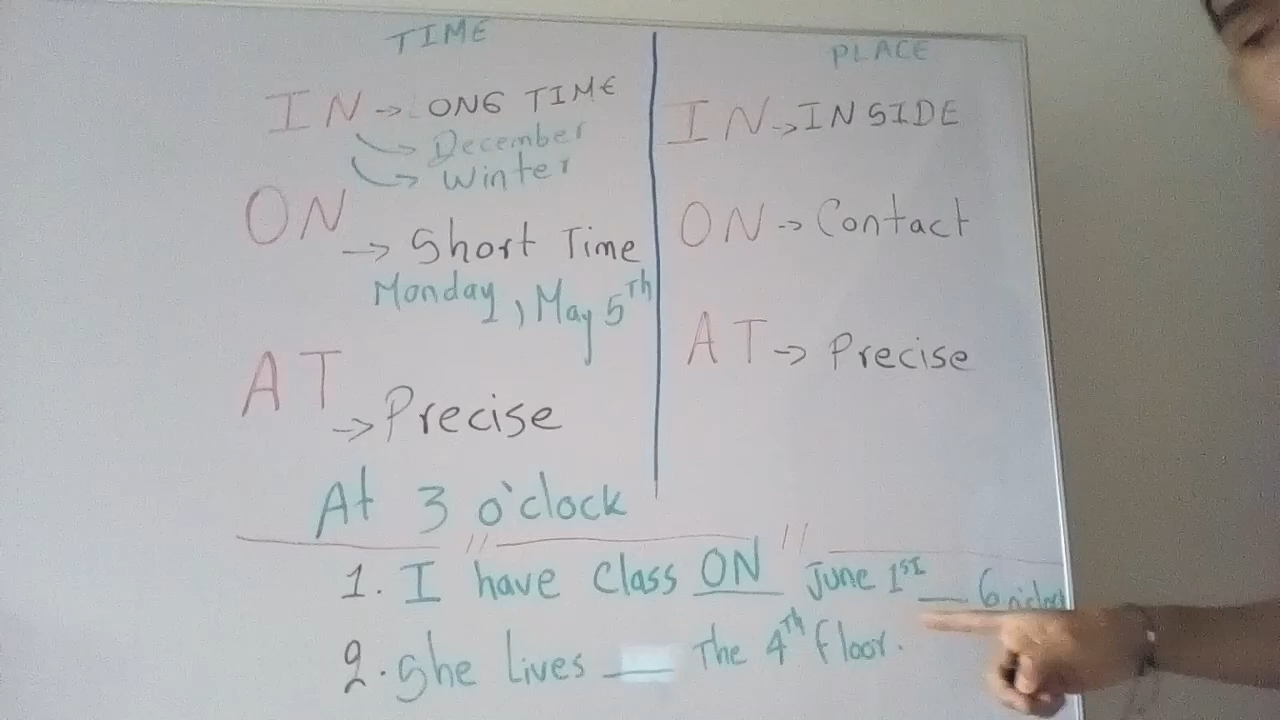 TIME
IN → LONG TIME
→ December
→ Winter
ON → Short Time
Monday, May 5Th
AT → Precise
At 3 o'clock
PLACE
IN → INSIDE
ON → Contact
AT → Precise
1. I have class ON June 1ST __ 6 o'clock
2. She lives __ The 4Th floor.